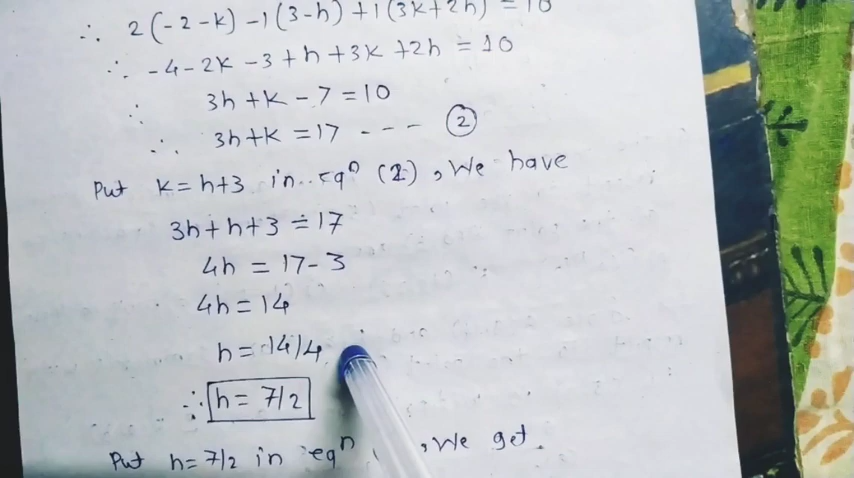 ∴ 2(-2-k) -1(3-h) +1(3k+2h) = 10
∴ -4-2k-3+h+3k+2h = 10
∴ 3h+k-7=10
∴ 3h+k=17 --- (2)
Put k=h+3 in eqⁿ (2), We have
3h+h+3=17
4h = 17-3
4h=14
h=14/4
∴ h=7/2
Put h=7/2 in eqⁿ , We get